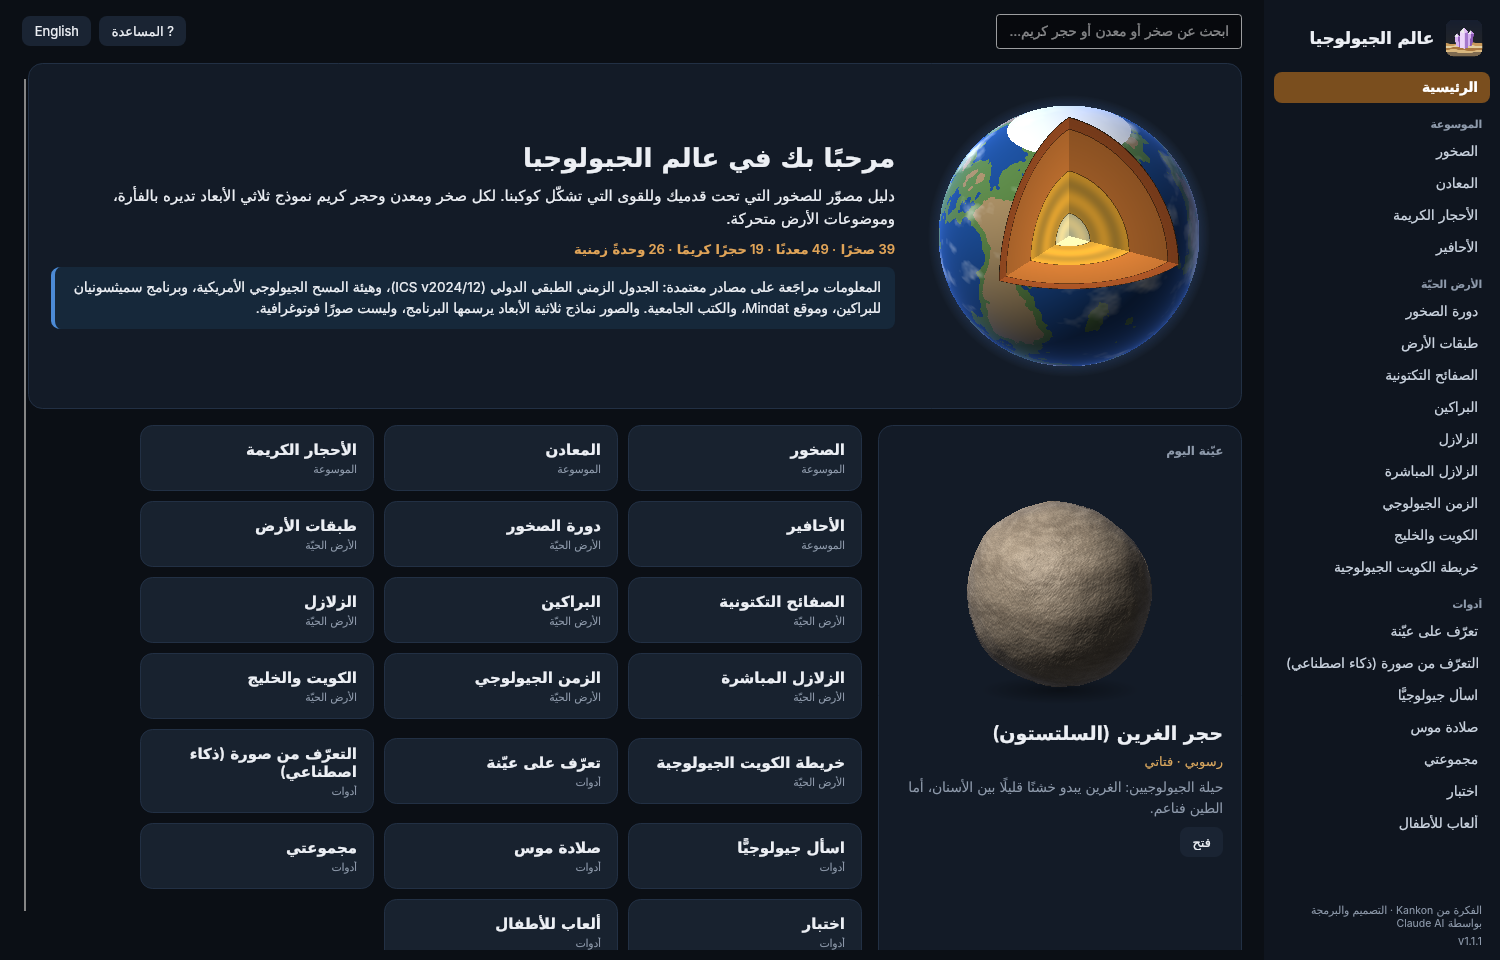 عالم الجيولوجيا
ابحث عن صخر أو معدن أو حجر كريم...
? المساعدة
English
الرئيسية
الموسوعة
الصخور
المعادن
الأحجار الكريمة
الأحافير
الأرض الحيّة
دورة الصخور
طبقات الأرض
الصفائح التكتونية
البراكين
الزلازل
الزلازل المباشرة
الزمن الجيولوجي
الكويت والخليج
خريطة الكويت الجيولوجية
أدوات
تعرّف على عيّنة
التعرّف من صورة (ذكاء اصطناعي)
اسأل جيولوجيًّا
صلادة موس
مجموعتي
اختبار
ألعاب للأطفال
الفكرة من Kankon · التصميم والبرمجة
بواسطة Claude AI
v1.1.1
مرحبًا بك في عالم الجيولوجيا
دليل مصوّر للصخور التي تحت قدميك وللقوى التي تشكّل كوكبنا. لكل صخر ومعدن وحجر كريم نموذج ثلاثي الأبعاد تديره بالفأرة،
وموضوعات الأرض متحركة.
39 صخرًا · 49 معدنًا · 19 حجرًا كريمًا · 26 وحدةً زمنية
المعلومات مراجَعة على مصادر معتمدة: الجدول الزمني الطبقي الدولي (ICS v2024/12)، وهيئة المسح الجيولوجي الأمريكية، وبرنامج سميثسونيان
للبراكين، وموقع Mindat، والكتب الجامعية. والصور نماذج ثلاثية الأبعاد يرسمها البرنامج، وليست صورًا فوتوغرافية.
عيّنة اليوم
حجر الغرين (السلتستون)
رسوبي · فتاتي
حيلة الجيولوجيين: الغرين يبدو خشنًا قليلًا بين الأسنان، أما
الطين فناعم.
فتح
الصخور
الموسوعة
المعادن
الموسوعة
الأحجار الكريمة
الموسوعة
الأحافير
الموسوعة
دورة الصخور
الأرض الحيّة
طبقات الأرض
الأرض الحيّة
الصفائح التكتونية
الأرض الحيّة
البراكين
الأرض الحيّة
الزلازل
الأرض الحيّة
الزلازل المباشرة
الأرض الحيّة
الزمن الجيولوجي
الأرض الحيّة
الكويت والخليج
الأرض الحيّة
خريطة الكويت الجيولوجية
الأرض الحيّة
تعرّف على عيّنة
أدوات
التعرّف من صورة (ذكاء
اصطناعي)
أدوات
اسأل جيولوجيًّا
أدوات
صلادة موس
أدوات
مجموعتي
أدوات
اختبار
أدوات
ألعاب للأطفال
أدوات